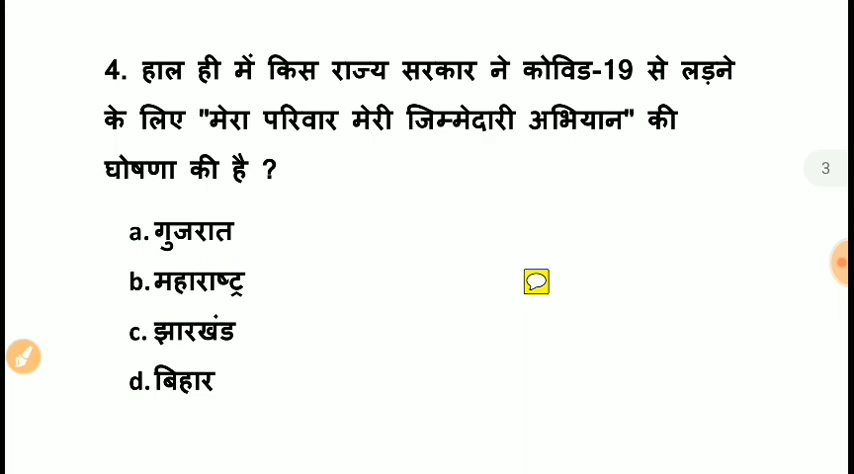 4. हाल ही में किस राज्य सरकार ने कोविड-19 से लड़ने
के लिए "मेरा परिवार मेरी जिम्मेदारी अभियान" की
घोषणा की है ?
3
a. गुजरात
b. महाराष्ट्र
c. झारखंड
d. बिहार